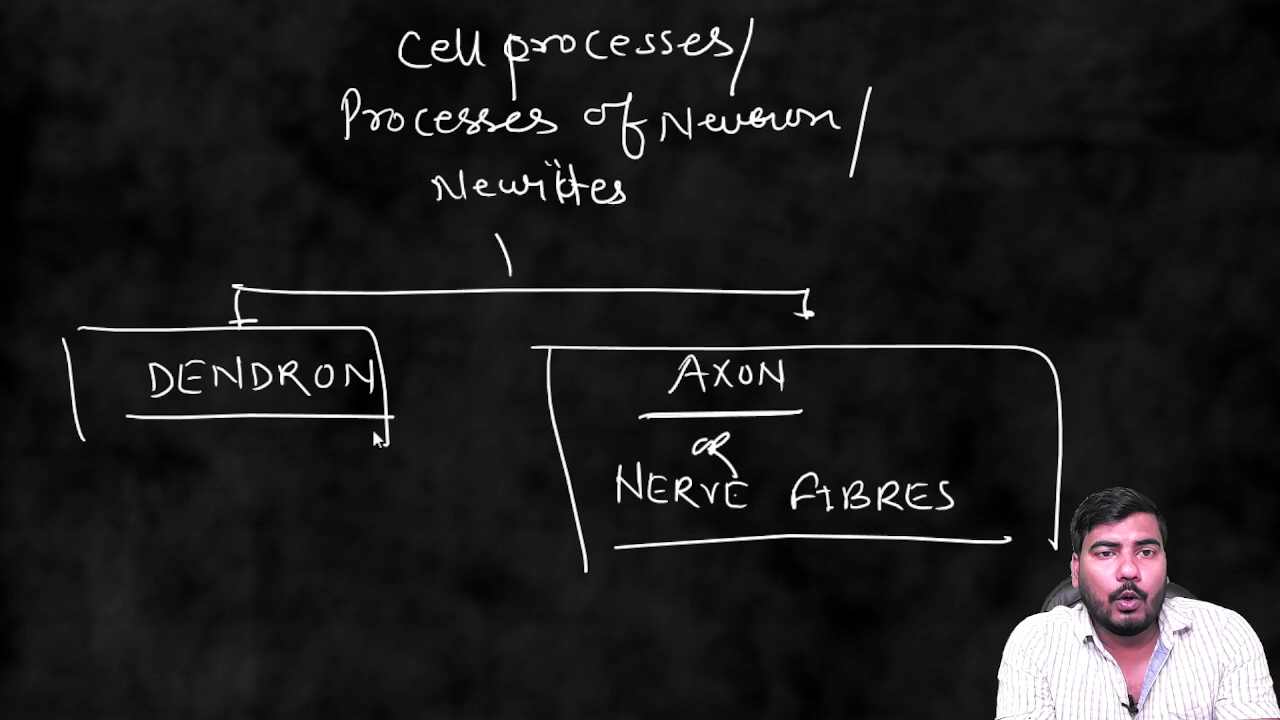 Cell processes/
Processes of Neuron/
Neurites
DENDRON
AXON
OR
NERVE FIBRES